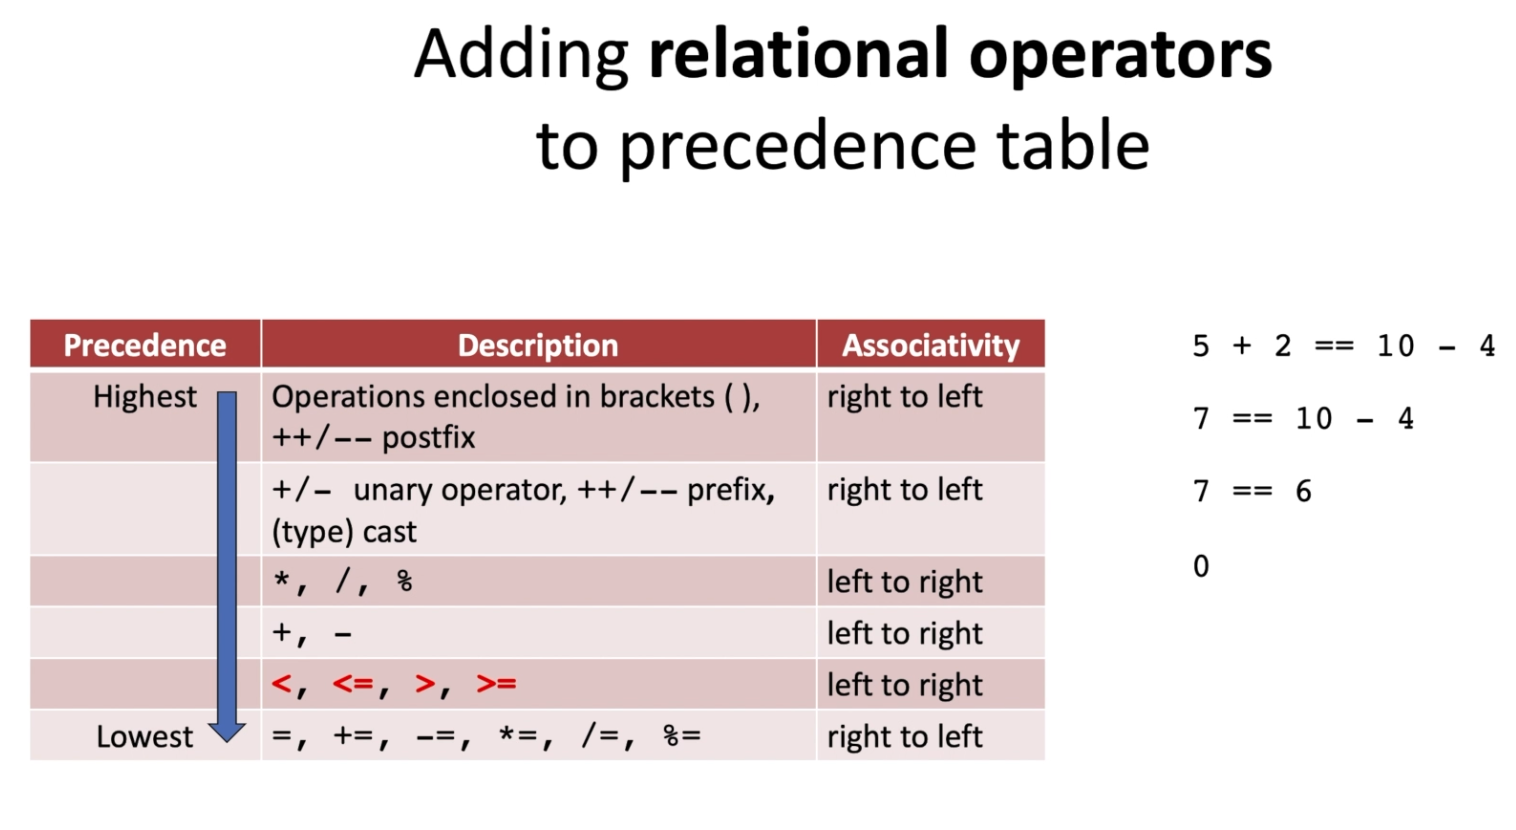 Adding relational operators
to precedence table
Precedence Description Associativity
Highest Operations enclosed in brackets ( ), right to left
++/-- postfix
+/- unary operator, ++/-- prefix, right to left
(type) cast
*, /, % left to right
+, - left to right
<, <=, >, >= left to right
Lowest =, +=, -=, *=, /=, %= right to left
5 + 2 == 10 - 4
7 == 10 - 4
7 == 6
0